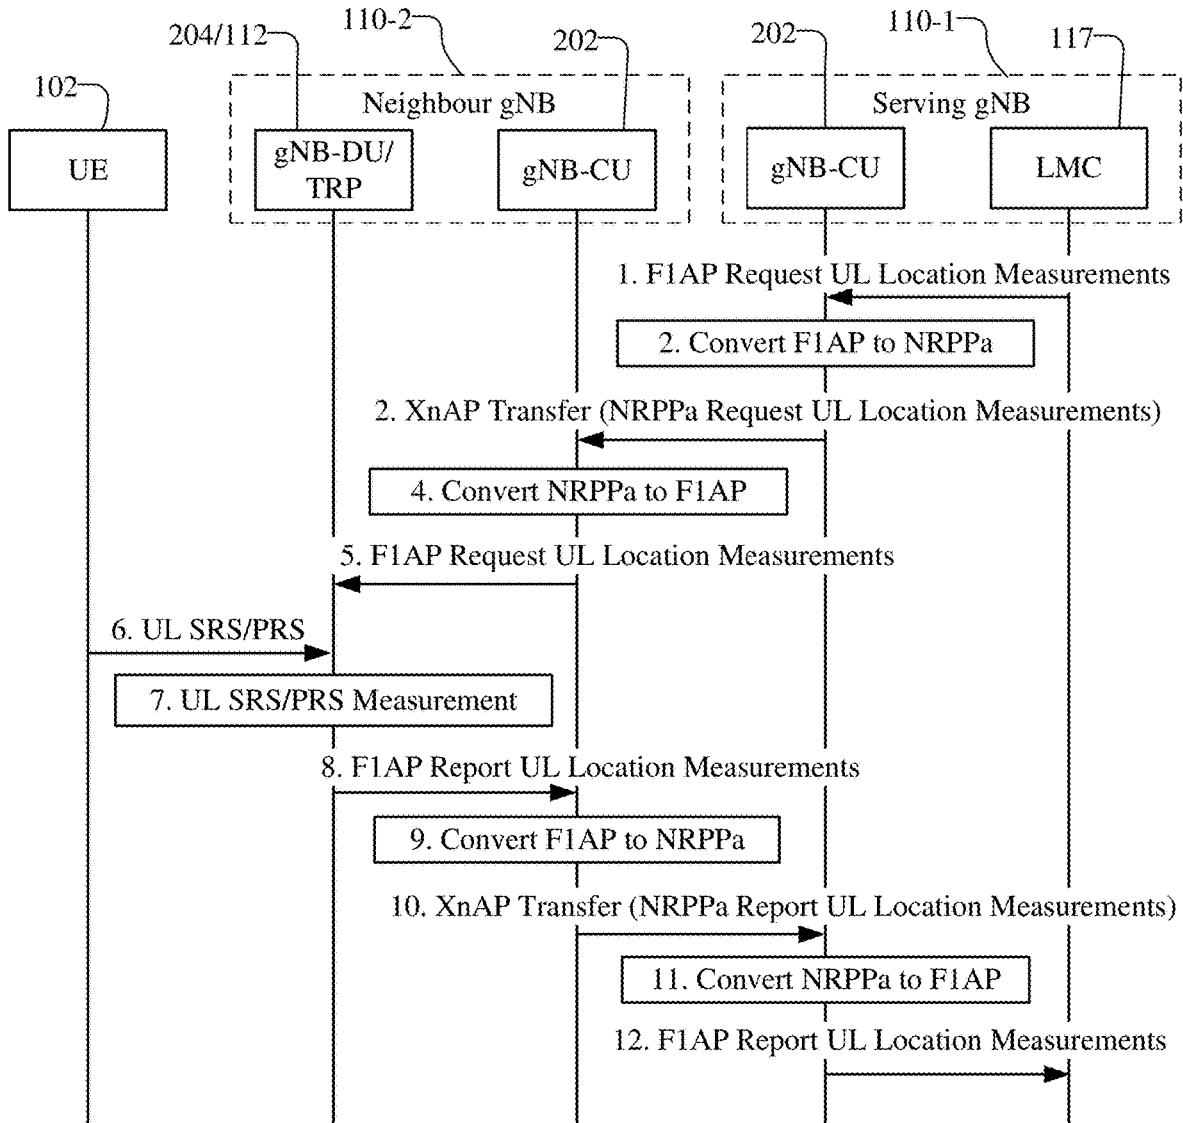 110-2
110-1
204/112
202
202
117
102
Neighbour gNB
Serving gNB
UE
gNB-DU/
TRP
gNB-CU
gNB-CU
LMC
1. F1AP Request UL Location Measurements
2. Convert F1AP to NRPPa
2. XnAP Transfer (NRPPa Request UL Location Measurements)
4. Convert NRPPa to F1AP
5. F1AP Request UL Location Measurements
6. UL SRS/PRS
7. UL SRS/PRS Measurement
8. F1AP Report UL Location Measurements
9. Convert F1AP to NRPPa
10. XnAP Transfer (NRPPa Report UL Location Measurements)
11. Convert NRPPa to F1AP
12. F1AP Report UL Location Measurements